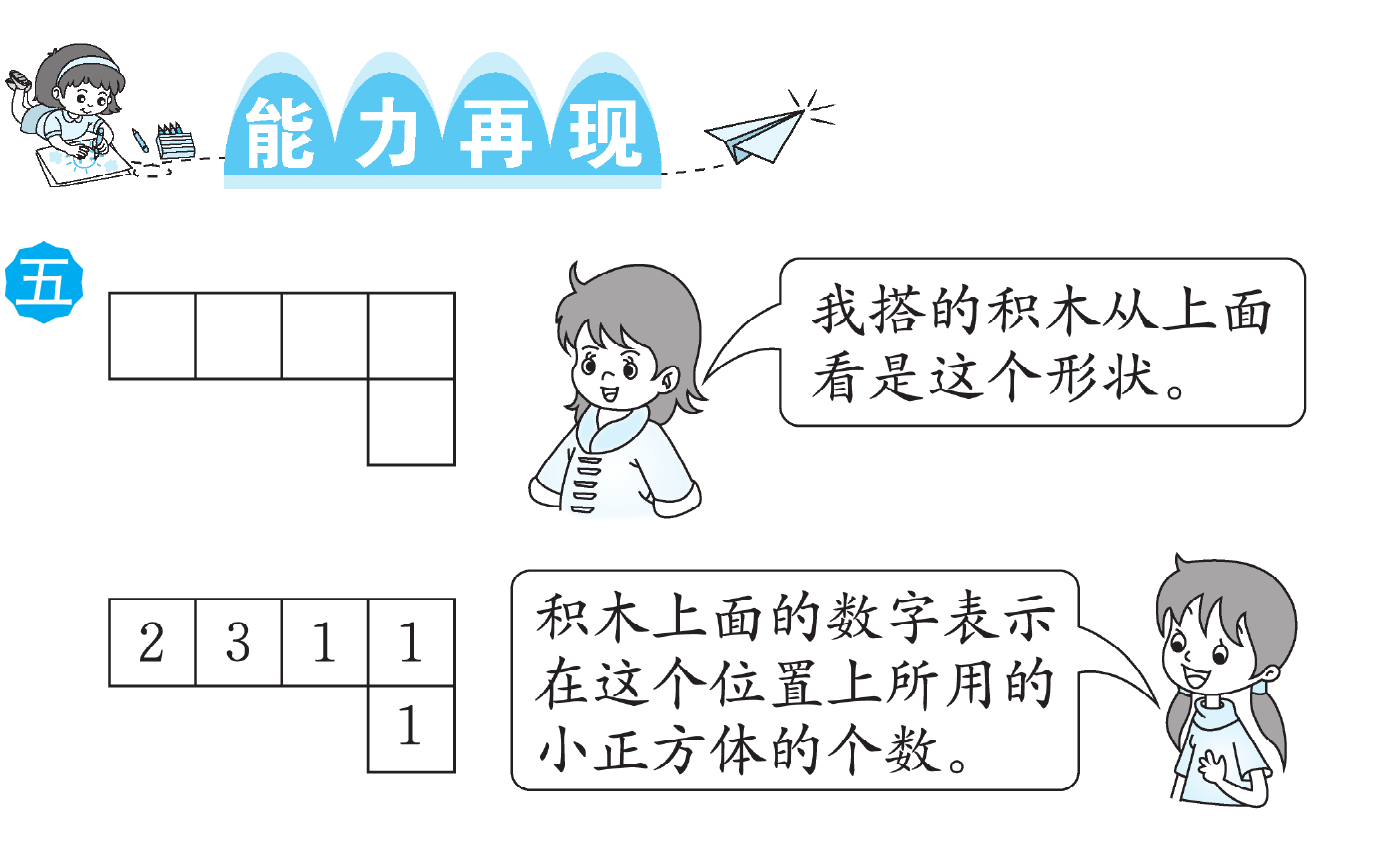 能力再现
五
我搭的积木从上面
看是这个形状。
2 3 1 1
1
积木上面的数字表示
在这个位置上所用的
小正方体的个数。